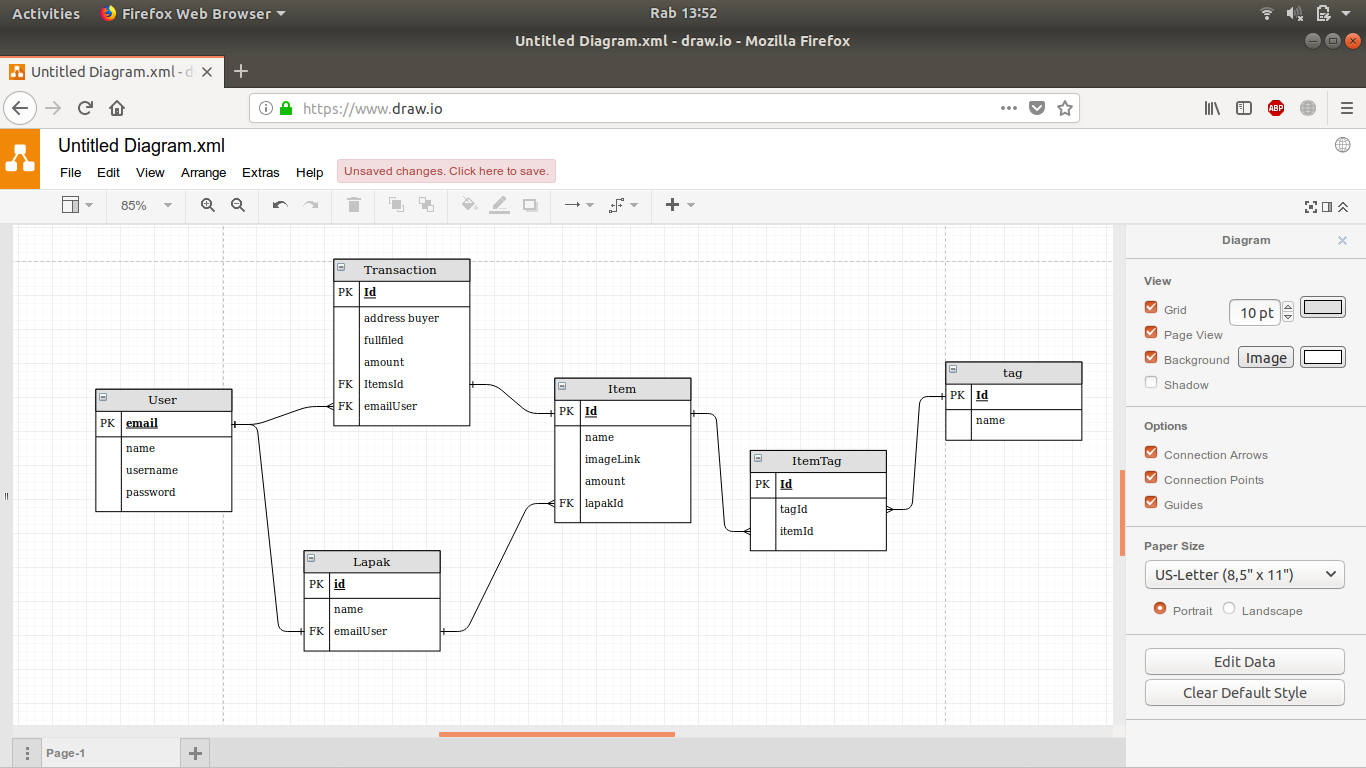 Activities Firefox Web Browser Rab 13:52
Untitled Diagram.xml - draw.io - Mozilla Firefox
Untitled Diagram.xml - d
https://www.draw.io
ABP
Untitled Diagram.xml
File Edit View Arrange Extras Help Unsaved changes. Click here to save.
85%
Transaction
PK Id
address buyer
fullfiled
amount
FK ItemsId
FK emailUser
User
PK email
name
username
password
Lapak
PK id
name
FK emailUser
Item
PK Id
name
imageLink
amount
FK lapakId
ItemTag
PK Id
tagId
itemId
tag
PK Id
name
Diagram
View
Grid 10 pt
Page View
Background Image
Shadow
Options
Connection Arrows
Connection Points
Guides
Paper Size
US-Letter (8,5" x 11")
Portrait Landscape
Edit Data
Clear Default Style
Page-1